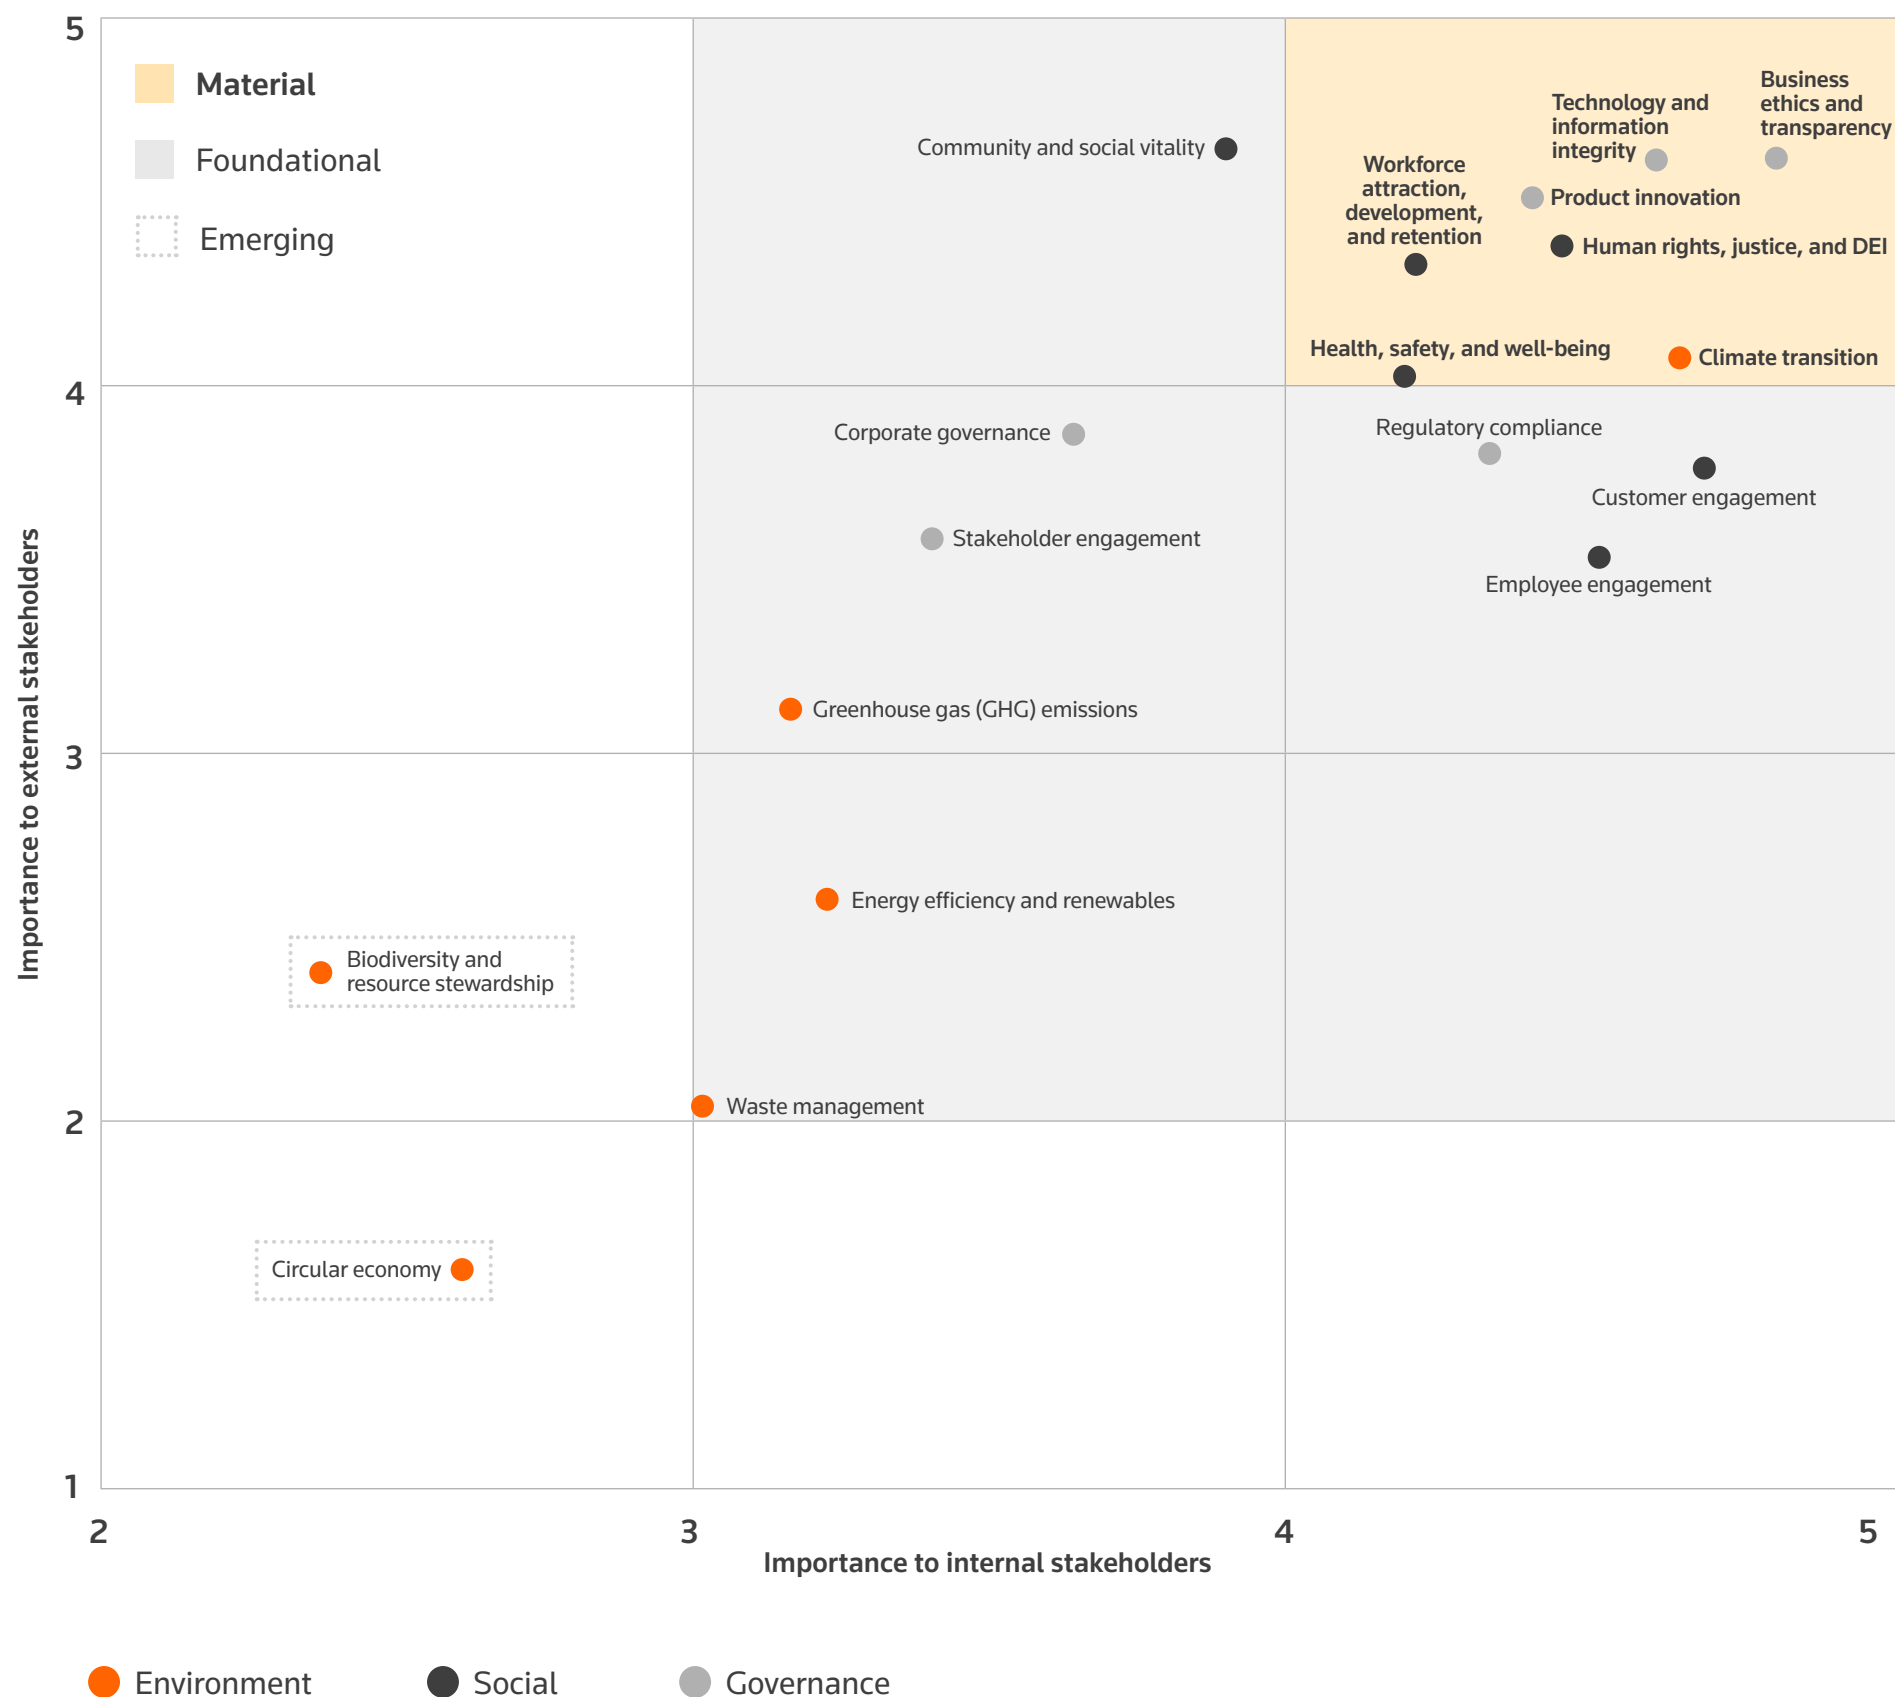 5
Material
Foundational
Emerging
Community and social vitality
Technology and
information
integrity
Business
ethics and
transparency
Workforce
attraction,
development,
and retention
Product innovation
Human rights, justice, and DEI
Health, safety, and well-being
Climate transition
4
Corporate governance
Regulatory compliance
Customer engagement
Stakeholder engagement
Employee engagement
Importance to external stakeholders
Greenhouse gas (GHG) emissions
3
Energy efficiency and renewables
Biodiversity and
resource stewardship
Waste management
2
Circular economy
1
2
3
4
5
Importance to internal stakeholders
Environment
Social
Governance